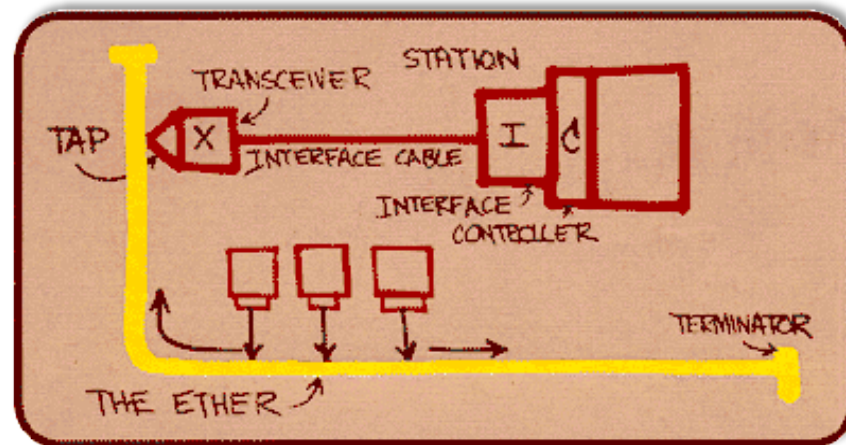 STATION
TRANSCEIVER
TAP
X
I
C
INTERFACE CABLE
INTERFACE
CONTROLLER
TERMINATOR
THE ETHER